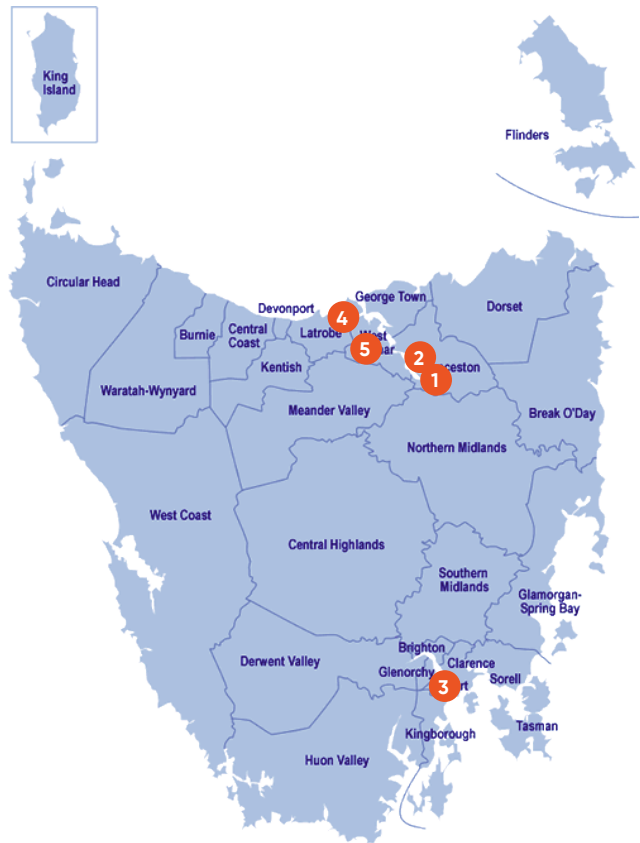 King
Island
Flinders
Circular Head
George Town
Devonport
Dorset
4
Burnie
Central
Coast
Latrobe
5
2
Kentish
1
Waratah-Wynyard
Meander Valley
Break O'Day
Northern Midlands
West Coast
Central Highlands
Southern
Midlands
Glamorgan-
Spring Bay
Brighton
Derwent Valley
Glenorchy
Clarence
Sorell
3
Tasman
Kingborough
Huon Valley